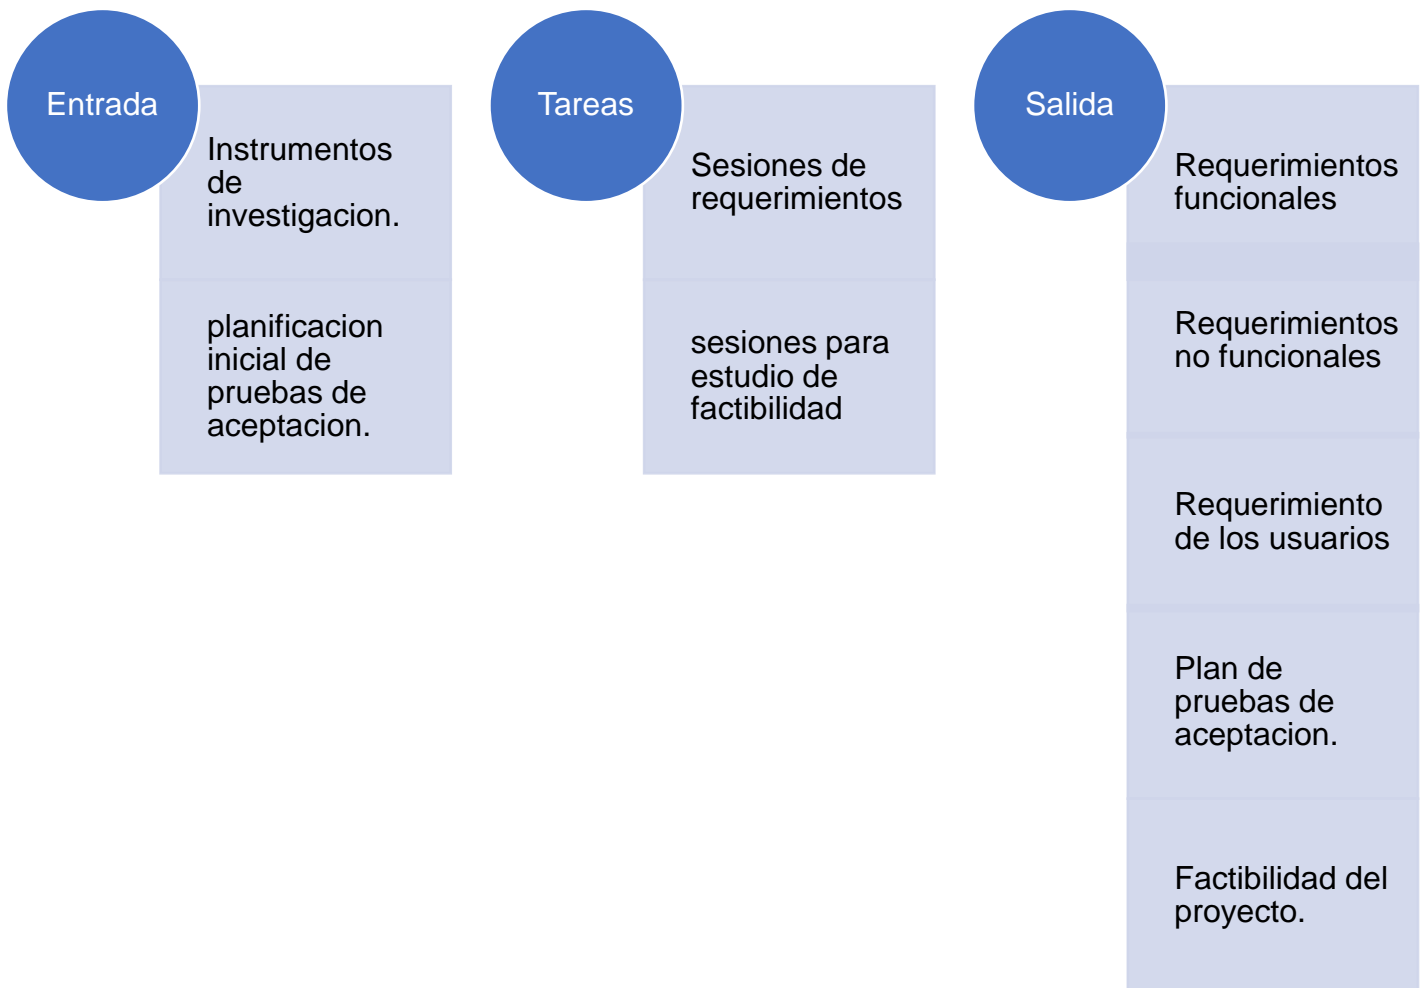 Entrada
Instrumentos
de
investigacion.
planificacion
inicial de
pruebas de
aceptacion.
Tareas
Sesiones de
requerimientos
sesiones para
estudio de
factibilidad
Salida
Requerimientos
funcionales
Requerimientos
no funcionales
Requerimiento
de los usuarios
Plan de
pruebas de
aceptacion.
Factibilidad del
proyecto.